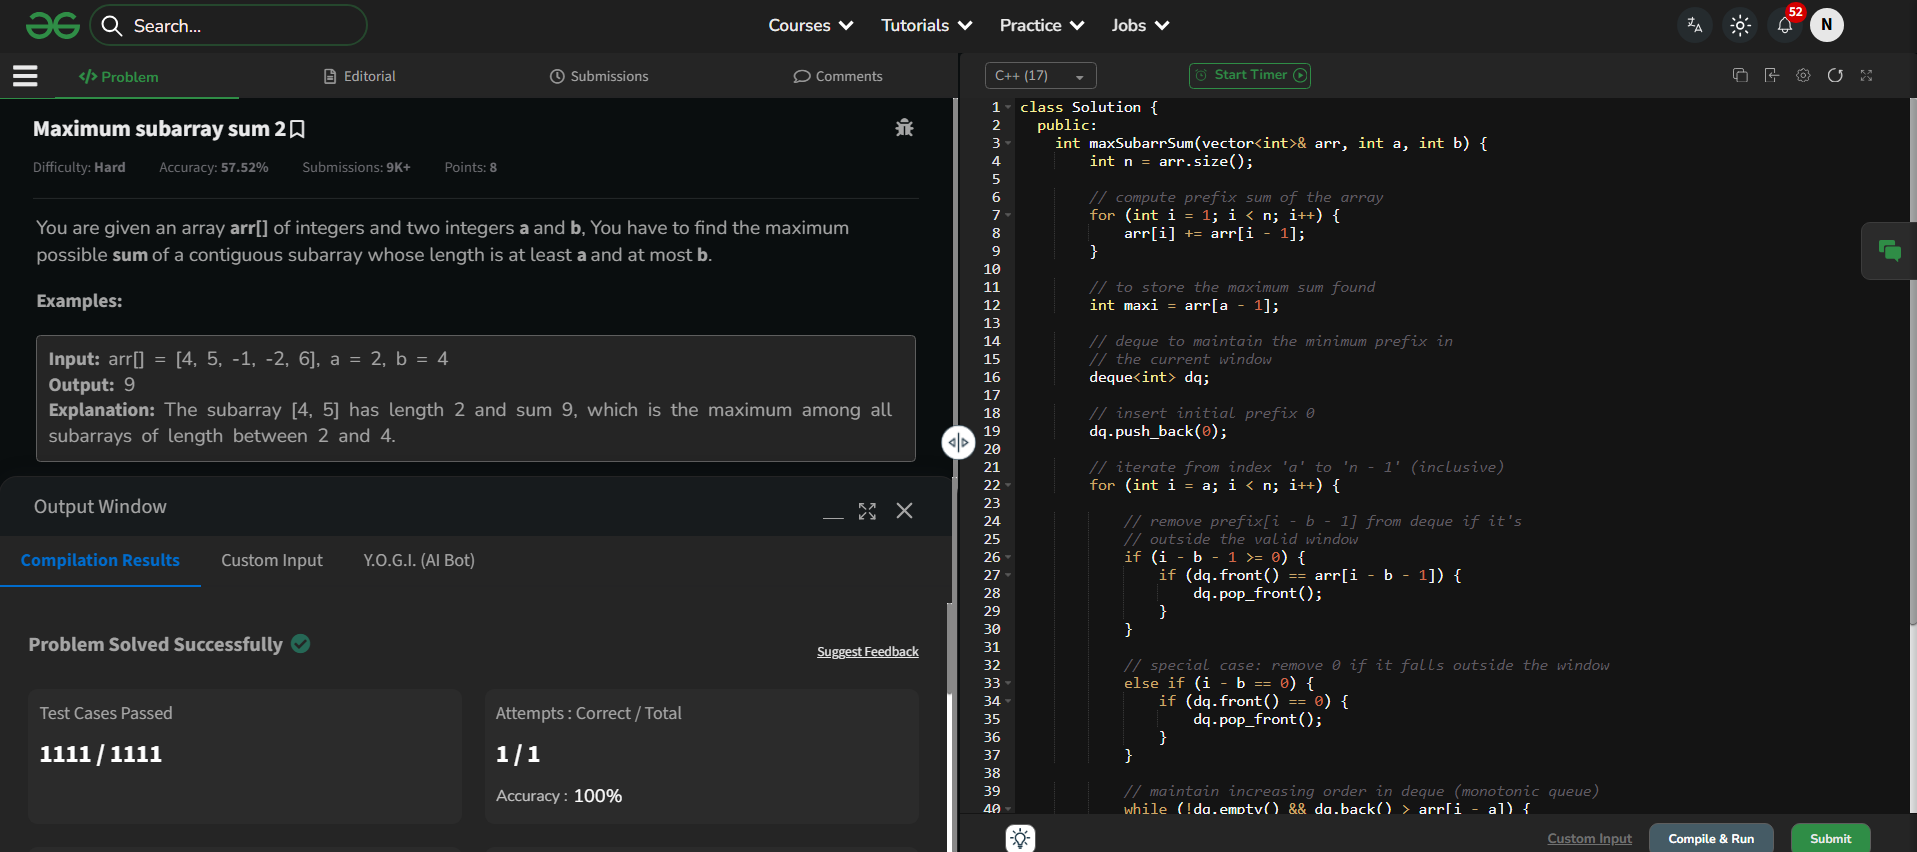 Search...
Courses
Tutorials
Practice
Jobs
52
N
</> Problem
Editorial
Submissions
Comments
C++ (17)
Start Timer
Maximum subarray sum 2
Difficulty: Hard Accuracy: 57.52% Submissions: 9K+ Points: 8
You are given an array arr[] of integers and two integers a and b, You have to find the maximum
possible sum of a contiguous subarray whose length is at least a and at most b.
Examples:
Input: arr[] = [4, 5, -1, -2, 6], a = 2, b = 4
Output: 9
Explanation: The subarray [4, 5] has length 2 and sum 9, which is the maximum among all
subarrays of length between 2 and 4.
Output Window
Compilation Results
Custom Input
Y.O.G.I. (AI Bot)
Problem Solved Successfully
Suggest Feedback
Test Cases Passed
1111 / 1111
Attempts : Correct / Total
1 / 1
Accuracy : 100%
1 class Solution {
2   public:
3     int maxSubarrSum(vector<int>& arr, int a, int b) {
4         int n = arr.size();
5
6         // compute prefix sum of the array
7         for (int i = 1; i < n; i++) {
8             arr[i] += arr[i - 1];
9         }
10
11         // to store the maximum sum found
12         int maxi = arr[a - 1];
13
14         // deque to maintain the minimum prefix in
15         // the current window
16         deque<int> dq;
17
18         // insert initial prefix 0
19         dq.push_back(0);
20
21         // iterate from index 'a' to 'n - 1' (inclusive)
22         for (int i = a; i < n; i++) {
23
24             // remove prefix[i - b - 1] from deque if it's
25             // outside the valid window
26             if (i - b - 1 >= 0) {
27                 if (dq.front() == arr[i - b - 1]) {
28                     dq.pop_front();
29                 }
30             }
31
32             // special case: remove 0 if it falls outside the window
33             else if (i - b == 0) {
34                 if (dq.front() == 0) {
35                     dq.pop_front();
36                 }
37             }
38
39             // maintain increasing order in deque (monotonic queue)
40             while (!dq.empty() && dq.back() > arr[i - a]) {
Custom Input
Compile & Run
Submit